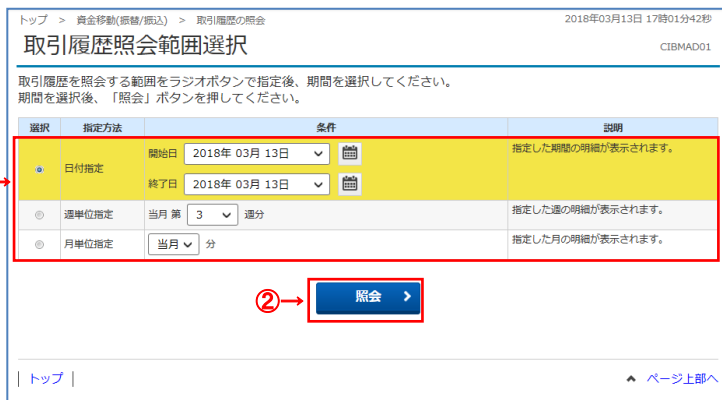 トップ > 資金移動(振替/振込) > 取引履歴の照会
2018年03月13日 17時01分42秒
取引履歴照会範囲選択
CIBMAD01
取引履歴を照会する範囲をラジオボタンで指定後、期間を選択してください。
期間を選択後、「照会」ボタンを押してください。
選択 指定方法 条件 説明
日付指定 開始日 2018年 03月 13日 指定した期間の明細が表示されます。
終了日 2018年 03月 13日
週単位指定 当月 第 3 週分 指定した週の明細が表示されます。
月単位指定 当月 分 指定した月の明細が表示されます。
② 照会
トップ ページ上部へ